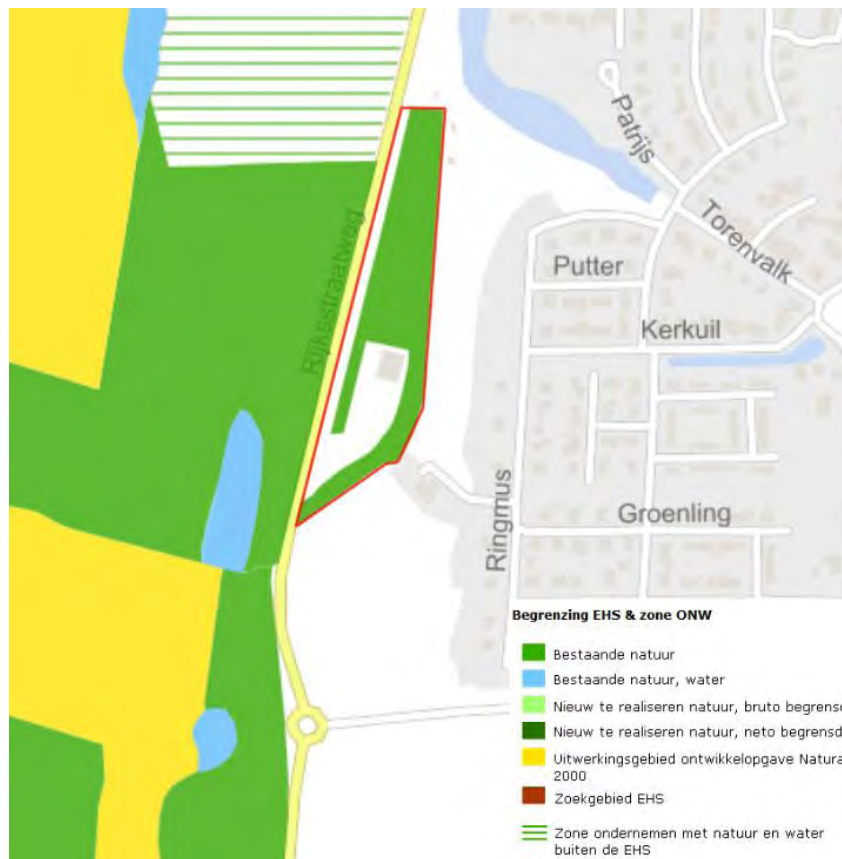 Patrijs
Torenvalk
Putter
Rijksstraatweg
Kerkuil
Ringmus
Groenling
Begrenzing EHS & zone ONW
Bestaande natuur
Bestaande natuur, water
Nieuw te realiseren natuur, bruto begrensd
Nieuw te realiseren natuur, neto begrensd
Uitwerkingsgebied ontwikkelopgave Natura
2000
Zoekgebied EHS
Zone ondernemen met natuur en water
buiten de EHS